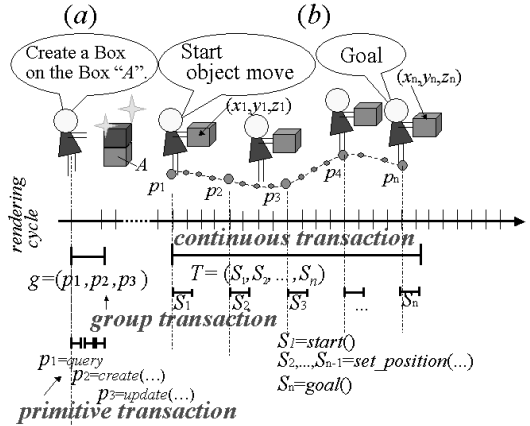 (a)
(b)
Create a Box
on the Box “A”.
Start
object move
Goal
(x1,y1,z1)
(xn,yn,zn)
A
p1
p2
p3
p4
pn
rendering
cycle
continuous transaction
g=(p1,p2,p3)
T = (S1, S2, ... , Sn)
S1
S2
S3
...
Sn
group transaction
p1=query
p2=create(...)
p3=update(...)
primitive transaction
S1=start()
S2,...,Sn-1=set_position(...)
Sn=goal()